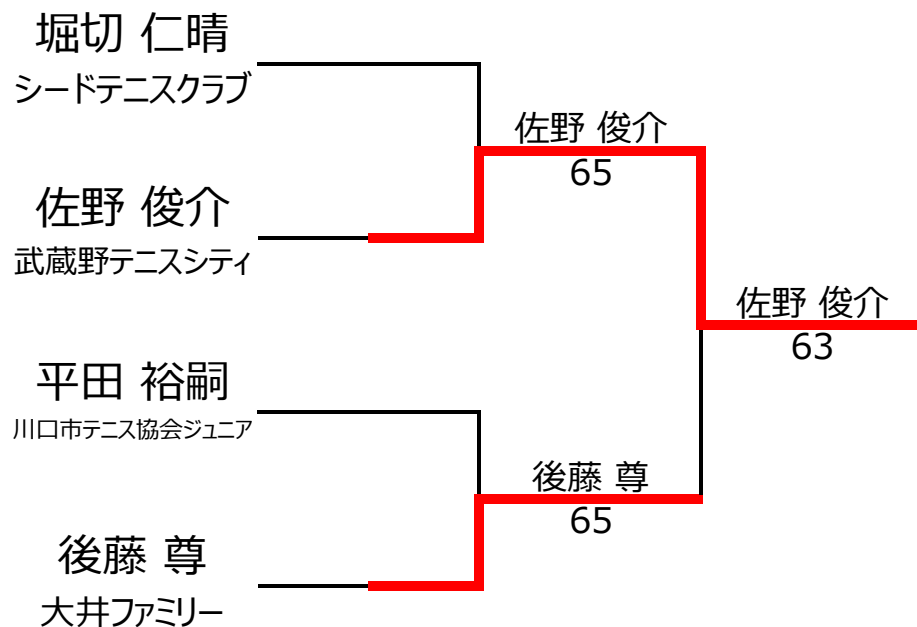 堀切 仁晴
シードテニスクラブ
佐野 俊介
65
佐野 俊介
武蔵野テニスシティ
佐野 俊介
63
平田 裕嗣
川口市テニス協会ジュニア
後藤 尊
65
後藤 尊
大井ファミリー